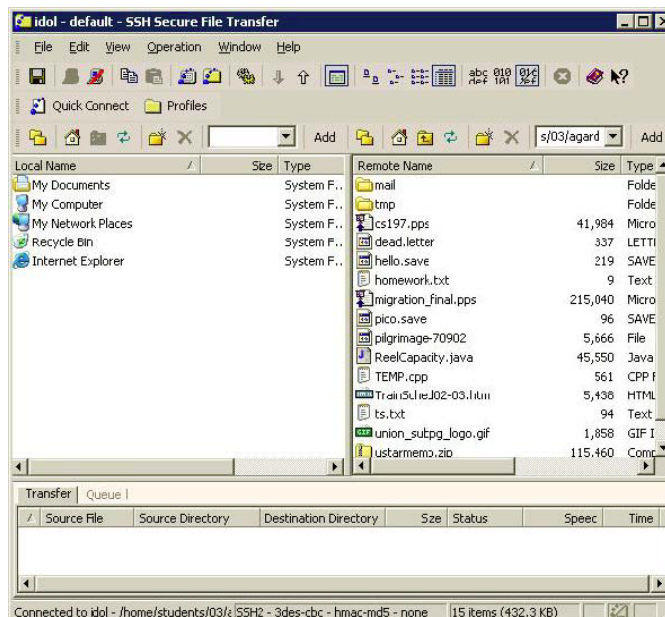 idol - default - SSH Secure File Transfer
File Edit View Operation Window Help
Quick Connect Profiles
Add s/03/agard Add
Local Name Size Type
My Documents System F..
My Computer System F..
My Network Places System F..
Recycle Bin System F..
Internet Explorer System F..
Remote Name Size Type
mail Folde
tmp Folde
cs197.pps 41,984 Micro
dead.letter 337 LETTI
hello.save 219 SAVE
homework.txt 9 Text
migration_final.pps 215,040 Micro
pico.save 96 SAVE
pilgrimage-70902 5,666 File
ReelCapacity.java 45,550 Java
TEMP.cpp 561 CPP F
TrainSched02-03.htm 5,438 HTML
ts.txt 94 Text
union_subpg_logo.gif 1,858 GIF I
ustarmemo.zip 115,460 Comp
Transfer Queue
Source File Source Directory Destination Directory Size Status Speed Time
Connected to idol - /home/students/03/a SSH2 - 3des-cbc - hmac-md5 - none 15 items (432.3 KB)